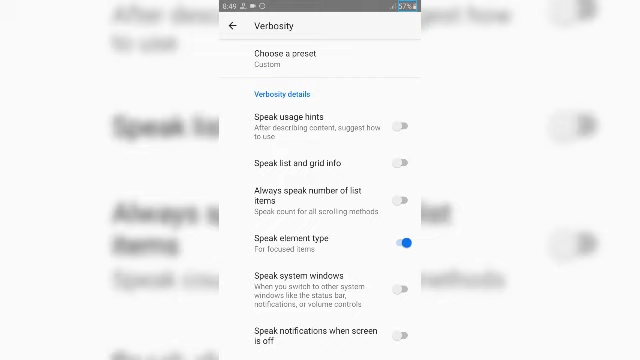 8:49 57%
Verbosity
Choose a preset
Custom
Verbosity details
Speak usage hints
After describing content, suggest how
to use
Speak list and grid info
Always speak number of list
items
Speak count for all scrolling methods
Speak element type
For focused items
Speak system windows
When you switch to other system
windows like the status bar,
notifications, or volume controls
Speak notifications when screen
is off